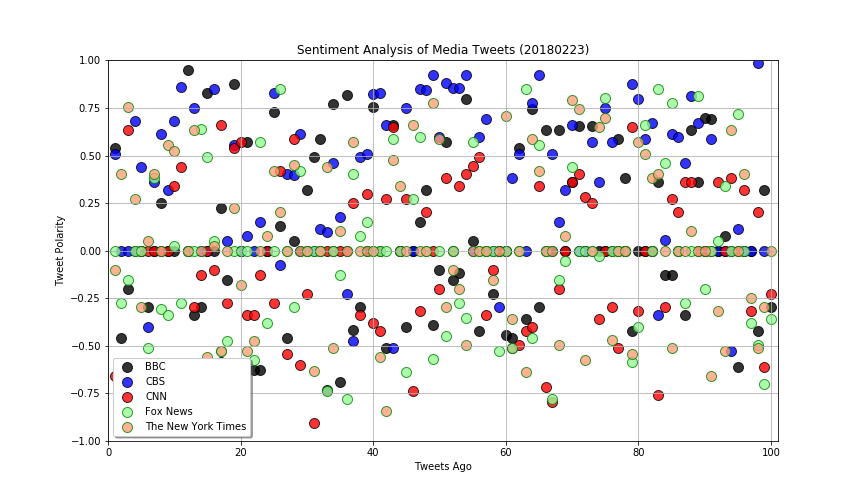 Sentiment Analysis of Media Tweets (20180223)
1.00
0.75
0.50
0.25
0.00
−0.25
−0.50
−0.75
−1.00
Tweet Polarity
BBC
CBS
CNN
Fox News
The New York Times
0 20 40 60 80 100
Tweets Ago